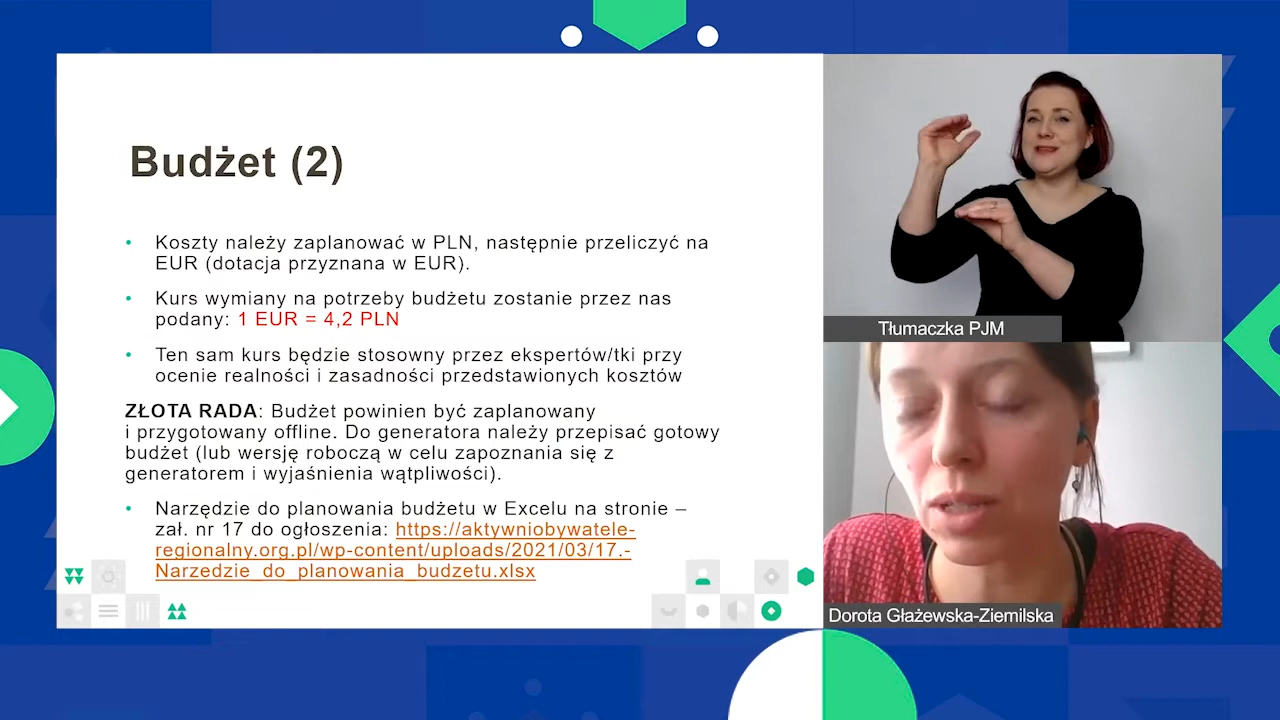 Budżet (2)
• Koszty należy zaplanować w PLN, następnie przeliczyć na
EUR (dotacja przyznana w EUR).
• Kurs wymiany na potrzeby budżetu zostanie przez nas
podany: 1 EUR = 4,2 PLN
• Ten sam kurs będzie stosowny przez ekspertów/tki przy
ocenie realności i zasadności przedstawionych kosztów
ZŁOTA RADA: Budżet powinien być zaplanowany
i przygotowany offline. Do generatora należy przepisać gotowy
budżet (lub wersję roboczą w celu zapoznania się z
generatorem i wyjaśnienia wątpliwości).
• Narzędzie do planowania budżetu w Excelu na stronie –
zał. nr 17 do ogłoszenia: https://aktywniobywatele-
regionalny.org.pl/wp-content/uploads/2021/03/17.-
Narzedzie_do_planowania_budzetu.xlsx
Tłumaczka PJM
Dorota Głażewska-Ziemilska